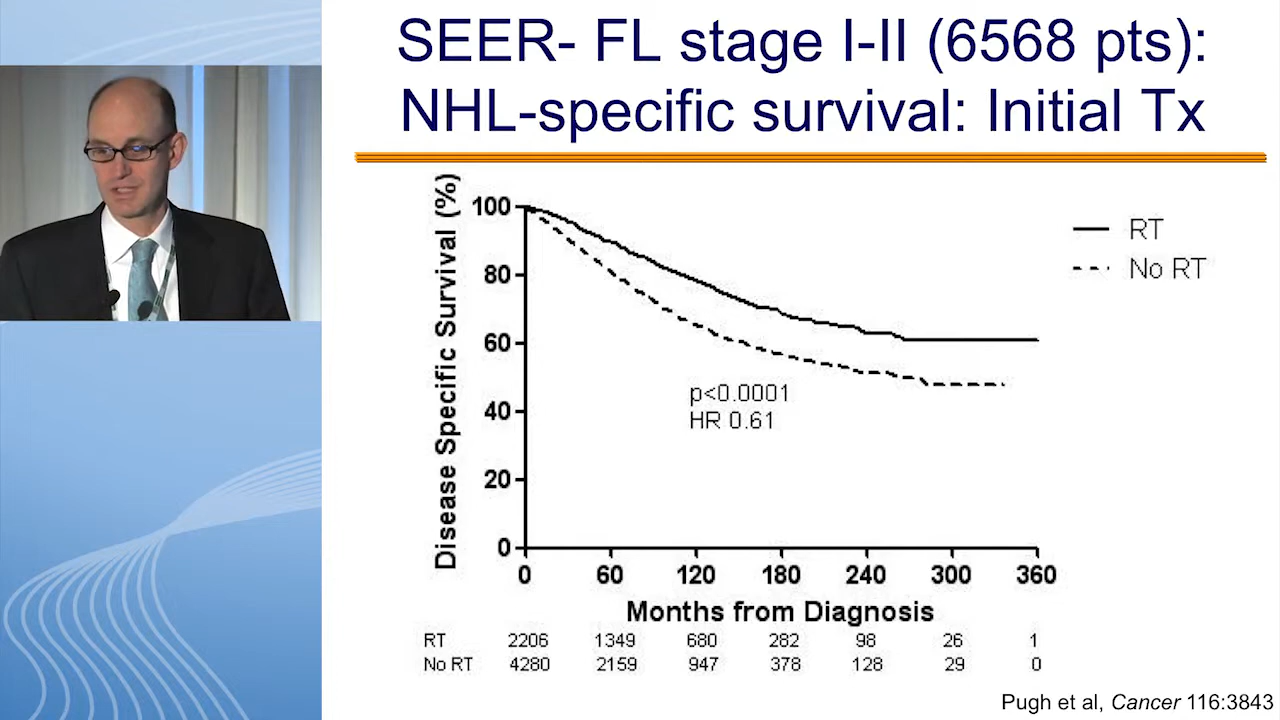 SEER- FL stage I-II (6568 pts):
NHL-specific survival: Initial Tx
Disease Specific Survival (%)
100
80
60
40
20
0
RT
No RT
p<0.0001
HR 0.61
0 60 120 180 240 300 360
Months from Diagnosis
RT 2206 1349 680 282 98 26 1
No RT 4280 2159 947 378 128 29 0
Pugh et al, Cancer 116:3843